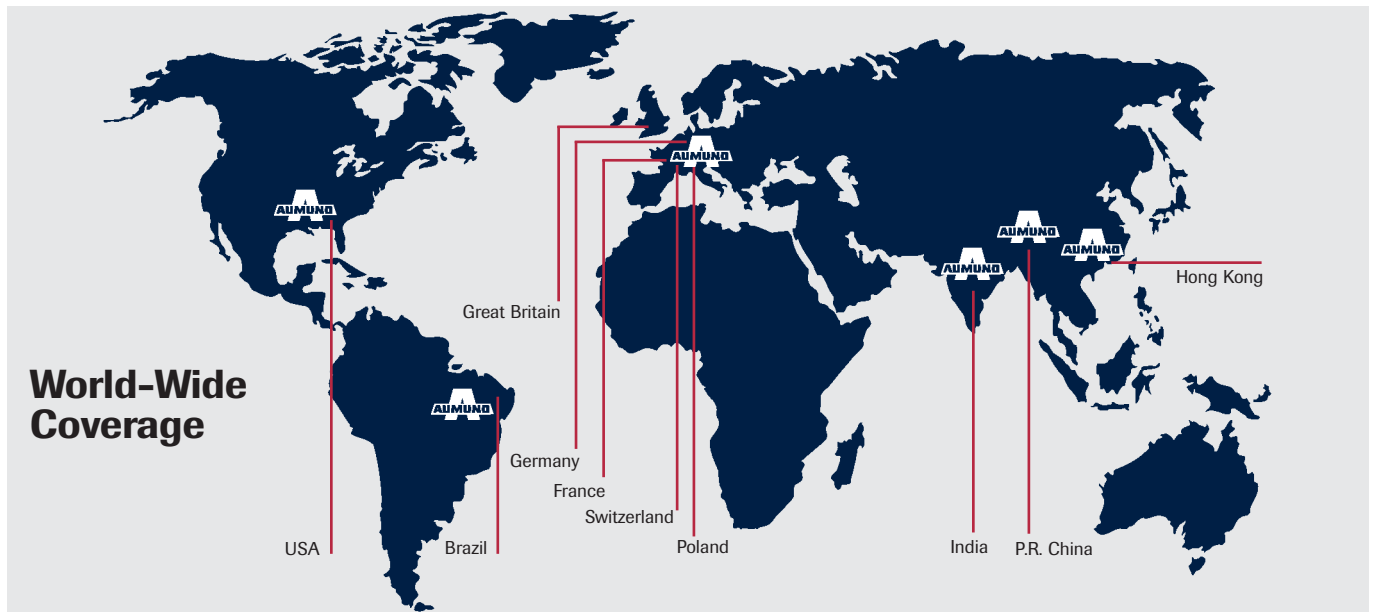 AUMUND
AUMUND
AUMUND
AUMUND
AUMUND
Hong Kong
Great Britain
World-Wide
Coverage
AUMUND
Germany
France
Switzerland
USA
Brazil
Poland
India
P.R. China